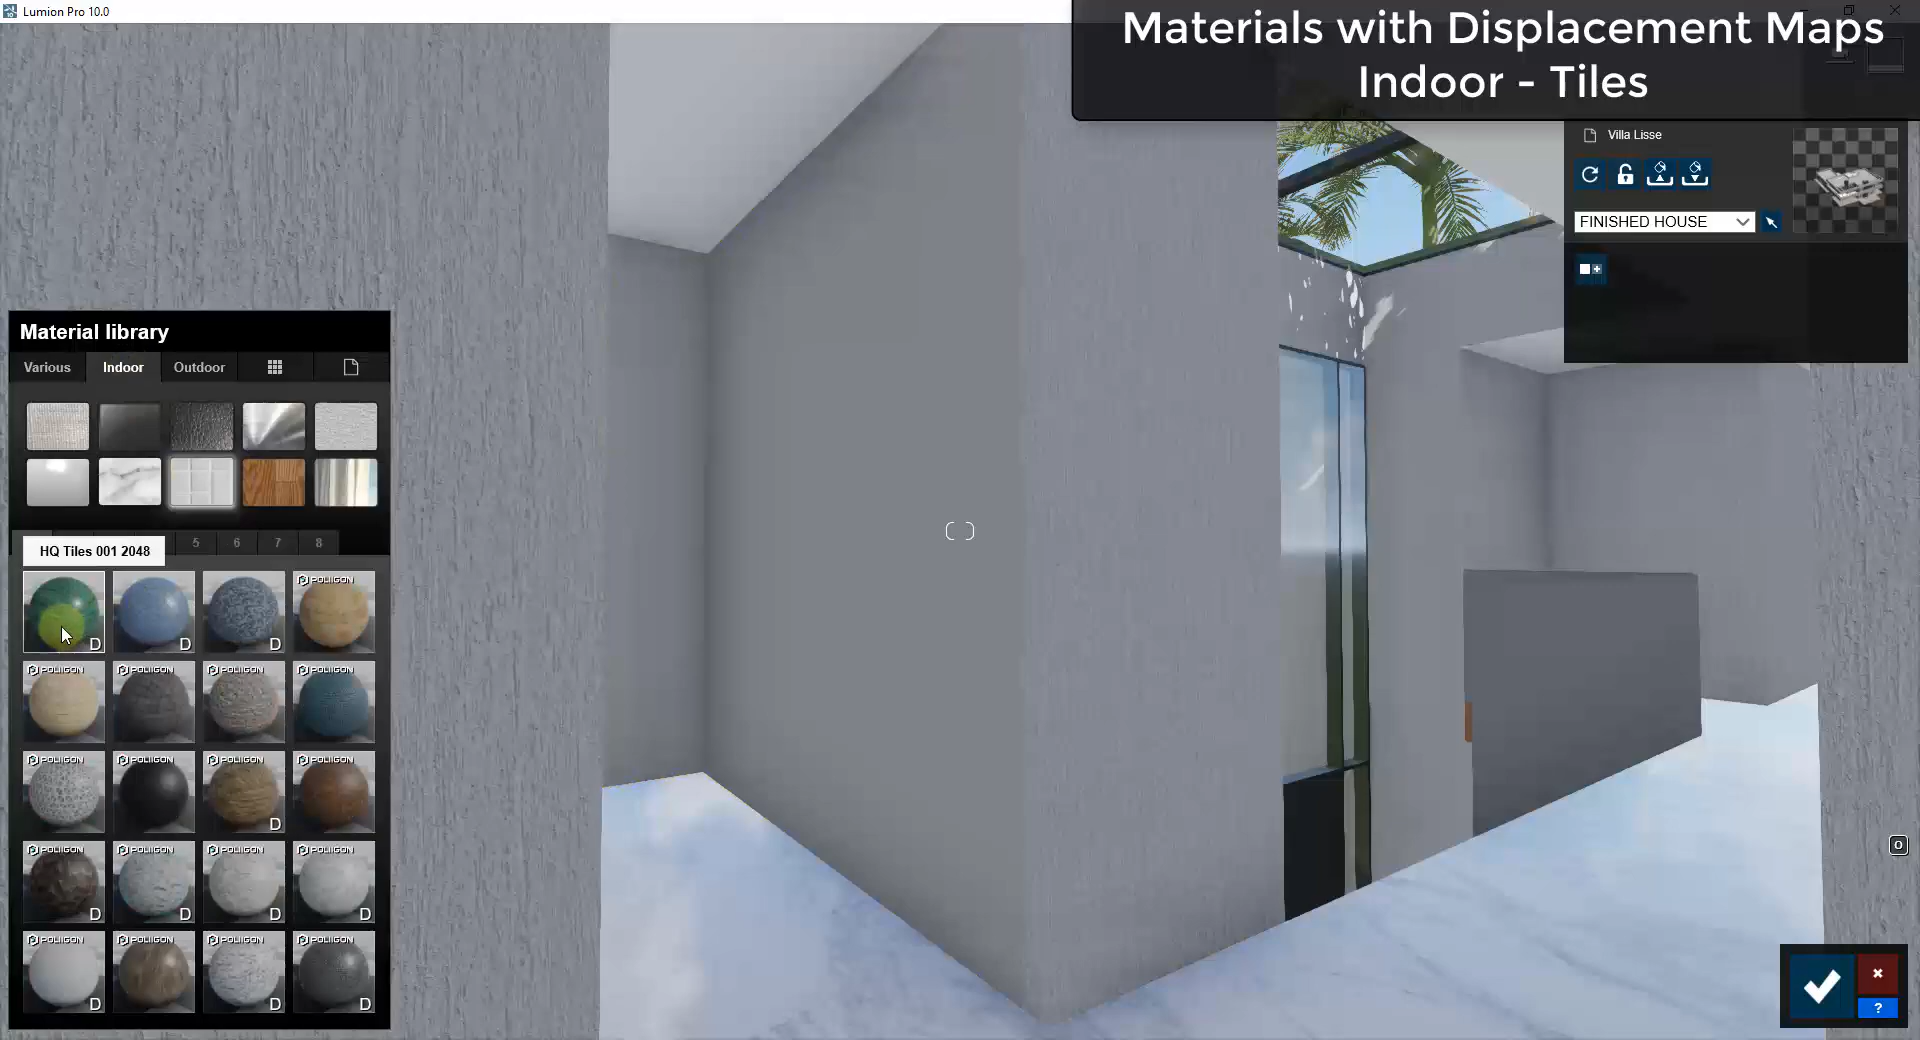 Lumion Pro 10.0
Materials with Displacement Maps
Indoor - Tiles
Villa Lisse
FINISHED HOUSE
Material library
Various Indoor Outdoor
5 6 7 8
HQ Tiles 001 2048
POLIIGON
D D D
POLIIGON POLIIGON POLIIGON POLIIGON
POLIIGON POLIIGON POLIIGON POLIIGON
D
POLIIGON POLIIGON POLIIGON POLIIGON
D D D D
POLIIGON POLIIGON POLIIGON POLIIGON
D D D
O
?